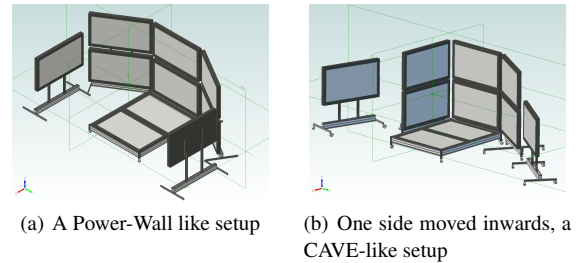 (a) A Power-Wall like setup
(b) One side moved inwards, a
CAVE-like setup